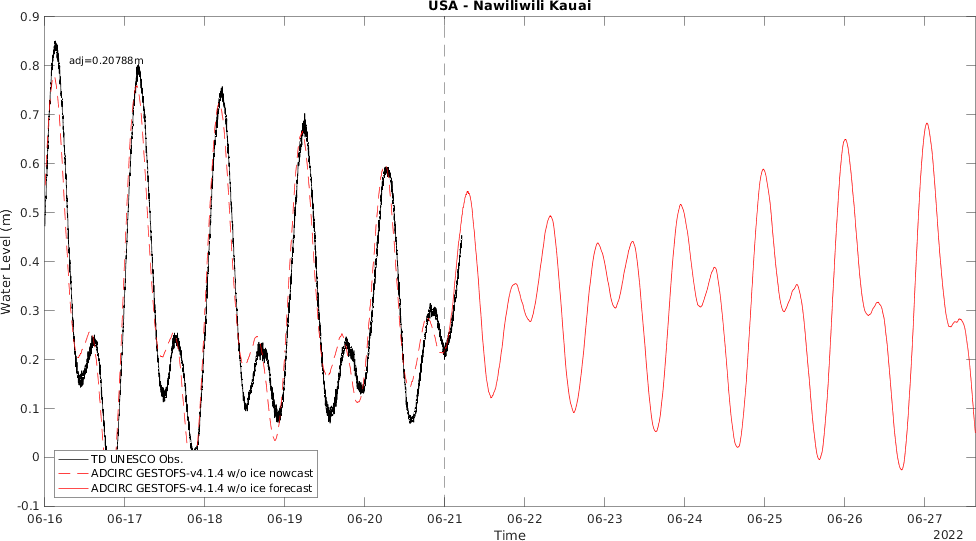 USA - Nawiliwili Kauai
adj=0.20788m
Water Level (m)
0.9
0.8
0.7
0.6
0.5
0.4
0.3
0.2
0.1
0
-0.1
TD UNESCO Obs.
ADCIRC GESTOFS-v4.1.4 w/o ice nowcast
ADCIRC GESTOFS-v4.1.4 w/o ice forecast
06-16 06-17 06-18 06-19 06-20 06-21 06-22 06-23 06-24 06-25 06-26 06-27
Time
2022